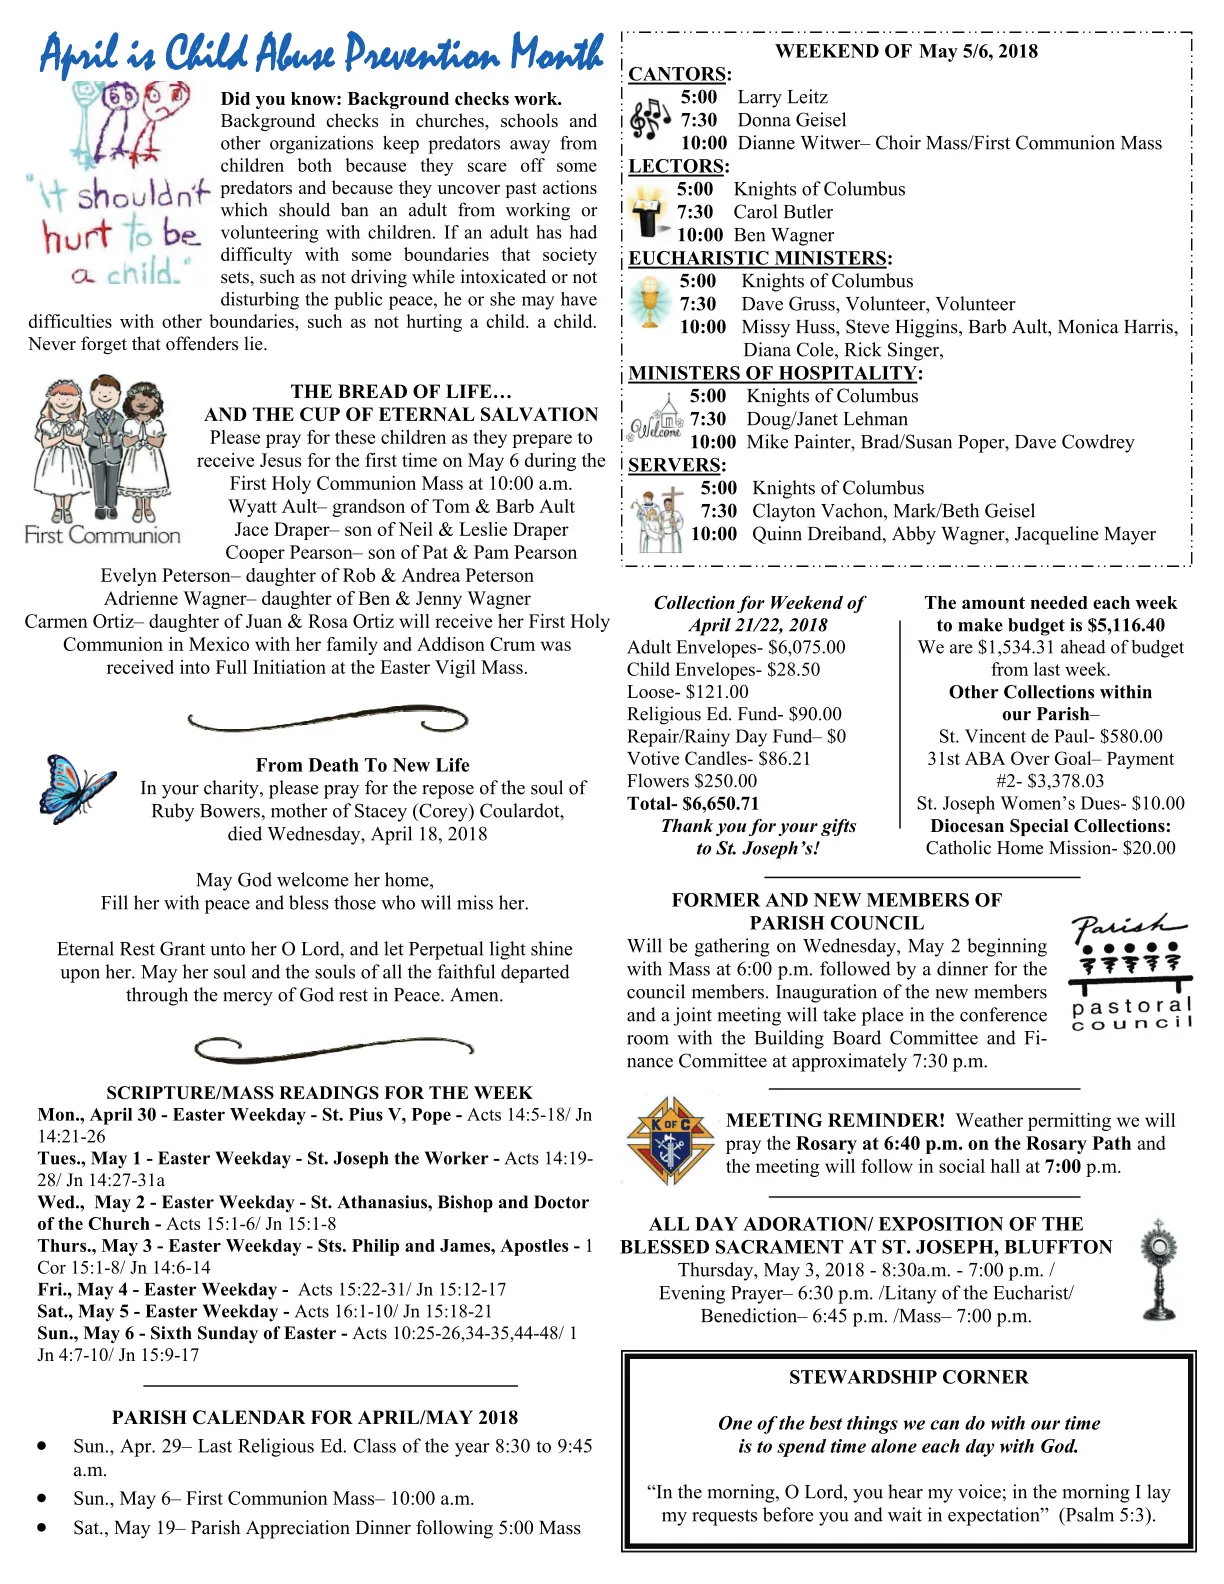 April is Child Abuse Prevention Month
"It shouldn't
hurt to be
a child."
Did you know: Background checks work.
Background checks in churches, schools and
other organizations keep predators away from
children both because they scare off some
predators and because they uncover past actions
which should ban an adult from working or
volunteering with children. If an adult has had
difficulty with some boundaries that society
sets, such as not driving while intoxicated or not
disturbing the public peace, he or she may have
difficulties with other boundaries, such as not hurting a child. a child.
Never forget that offenders lie.
First Communion
THE BREAD OF LIFE…
AND THE CUP OF ETERNAL SALVATION
Please pray for these children as they prepare to
receive Jesus for the first time on May 6 during the
First Holy Communion Mass at 10:00 a.m.
Wyatt Ault– grandson of Tom & Barb Ault
Jace Draper– son of Neil & Leslie Draper
Cooper Pearson– son of Pat & Pam Pearson
Evelyn Peterson– daughter of Rob & Andrea Peterson
Adrienne Wagner– daughter of Ben & Jenny Wagner
Carmen Ortiz– daughter of Juan & Rosa Ortiz will receive her First Holy
Communion in Mexico with her family and Addison Crum was
received into Full Initiation at the Easter Vigil Mass.
From Death To New Life
In your charity, please pray for the repose of the soul of
Ruby Bowers, mother of Stacey (Corey) Coulardot,
died Wednesday, April 18, 2018
May God welcome her home,
Fill her with peace and bless those who will miss her.
Eternal Rest Grant unto her O Lord, and let Perpetual light shine
upon her. May her soul and the souls of all the faithful departed
through the mercy of God rest in Peace. Amen.
SCRIPTURE/MASS READINGS FOR THE WEEK
Mon., April 30 - Easter Weekday - St. Pius V, Pope - Acts 14:5-18/ Jn
14:21-26
Tues., May 1 - Easter Weekday - St. Joseph the Worker - Acts 14:19-
28/ Jn 14:27-31a
Wed., May 2 - Easter Weekday - St. Athanasius, Bishop and Doctor
of the Church - Acts 15:1-6/ Jn 15:1-8
Thurs., May 3 - Easter Weekday - Sts. Philip and James, Apostles - 1
Cor 15:1-8/ Jn 14:6-14
Fri., May 4 - Easter Weekday - Acts 15:22-31/ Jn 15:12-17
Sat., May 5 - Easter Weekday - Acts 16:1-10/ Jn 15:18-21
Sun., May 6 - Sixth Sunday of Easter - Acts 10:25-26,34-35,44-48/ 1
Jn 4:7-10/ Jn 15:9-17
PARISH CALENDAR FOR APRIL/MAY 2018
• Sun., Apr. 29– Last Religious Ed. Class of the year 8:30 to 9:45
a.m.
• Sun., May 6– First Communion Mass– 10:00 a.m.
• Sat., May 19– Parish Appreciation Dinner following 5:00 Mass
WEEKEND OF May 5/6, 2018
CANTORS:
5:00 Larry Leitz
7:30 Donna Geisel
10:00 Dianne Witwer– Choir Mass/First Communion Mass
LECTORS:
5:00 Knights of Columbus
7:30 Carol Butler
10:00 Ben Wagner
EUCHARISTIC MINISTERS:
5:00 Knights of Columbus
7:30 Dave Gruss, Volunteer, Volunteer
10:00 Missy Huss, Steve Higgins, Barb Ault, Monica Harris,
Diana Cole, Rick Singer,
MINISTERS OF HOSPITALITY:
Welcome
5:00 Knights of Columbus
7:30 Doug/Janet Lehman
10:00 Mike Painter, Brad/Susan Poper, Dave Cowdrey
SERVERS:
5:00 Knights of Columbus
7:30 Clayton Vachon, Mark/Beth Geisel
10:00 Quinn Dreiband, Abby Wagner, Jacqueline Mayer
Collection for Weekend of
April 21/22, 2018
Adult Envelopes- $6,075.00
Child Envelopes- $28.50
Loose- $121.00
Religious Ed. Fund- $90.00
Repair/Rainy Day Fund– $0
Votive Candles- $86.21
Flowers $250.00
Total- $6,650.71
Thank you for your gifts
to St. Joseph's!
The amount needed each week
to make budget is $5,116.40
We are $1,534.31 ahead of budget
from last week.
Other Collections within
our Parish–
St. Vincent de Paul- $580.00
31st ABA Over Goal– Payment
#2- $3,378.03
St. Joseph Women's Dues- $10.00
Diocesan Special Collections:
Catholic Home Mission- $20.00
FORMER AND NEW MEMBERS OF
PARISH COUNCIL
Will be gathering on Wednesday, May 2 beginning
with Mass at 6:00 p.m. followed by a dinner for the
council members. Inauguration of the new members
and a joint meeting will take place in the conference
room with the Building Board Committee and Fi-
nance Committee at approximately 7:30 p.m.
Parish
pastoral
council
K OF C
MEETING REMINDER! Weather permitting we will
pray the Rosary at 6:40 p.m. on the Rosary Path and
the meeting will follow in social hall at 7:00 p.m.
ALL DAY ADORATION/ EXPOSITION OF THE
BLESSED SACRAMENT AT ST. JOSEPH, BLUFFTON
Thursday, May 3, 2018 - 8:30a.m. - 7:00 p.m. /
Evening Prayer– 6:30 p.m. /Litany of the Eucharist/
Benediction– 6:45 p.m. /Mass– 7:00 p.m.
STEWARDSHIP CORNER
One of the best things we can do with our time
is to spend time alone each day with God.
“In the morning, O Lord, you hear my voice; in the morning I lay
my requests before you and wait in expectation” (Psalm 5:3).